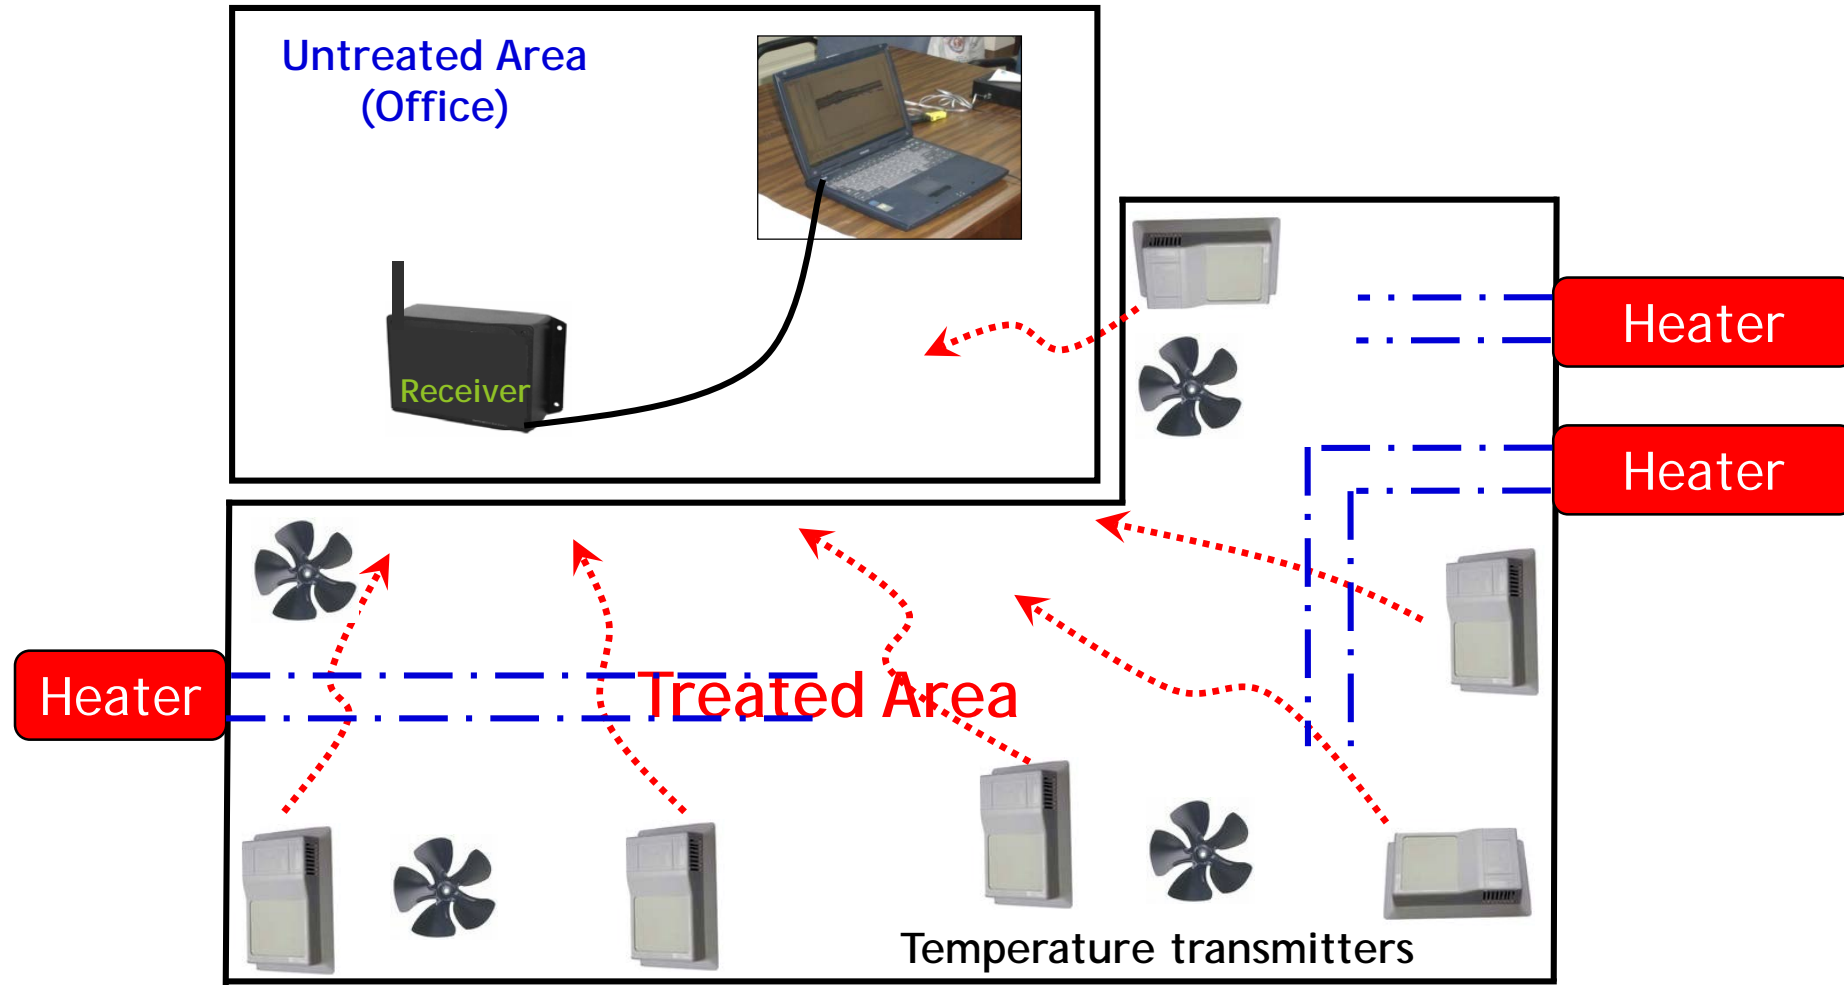 Untreated Area
(Office)
Receiver
Heater
Heater
Heater
Treated Area
Temperature transmitters